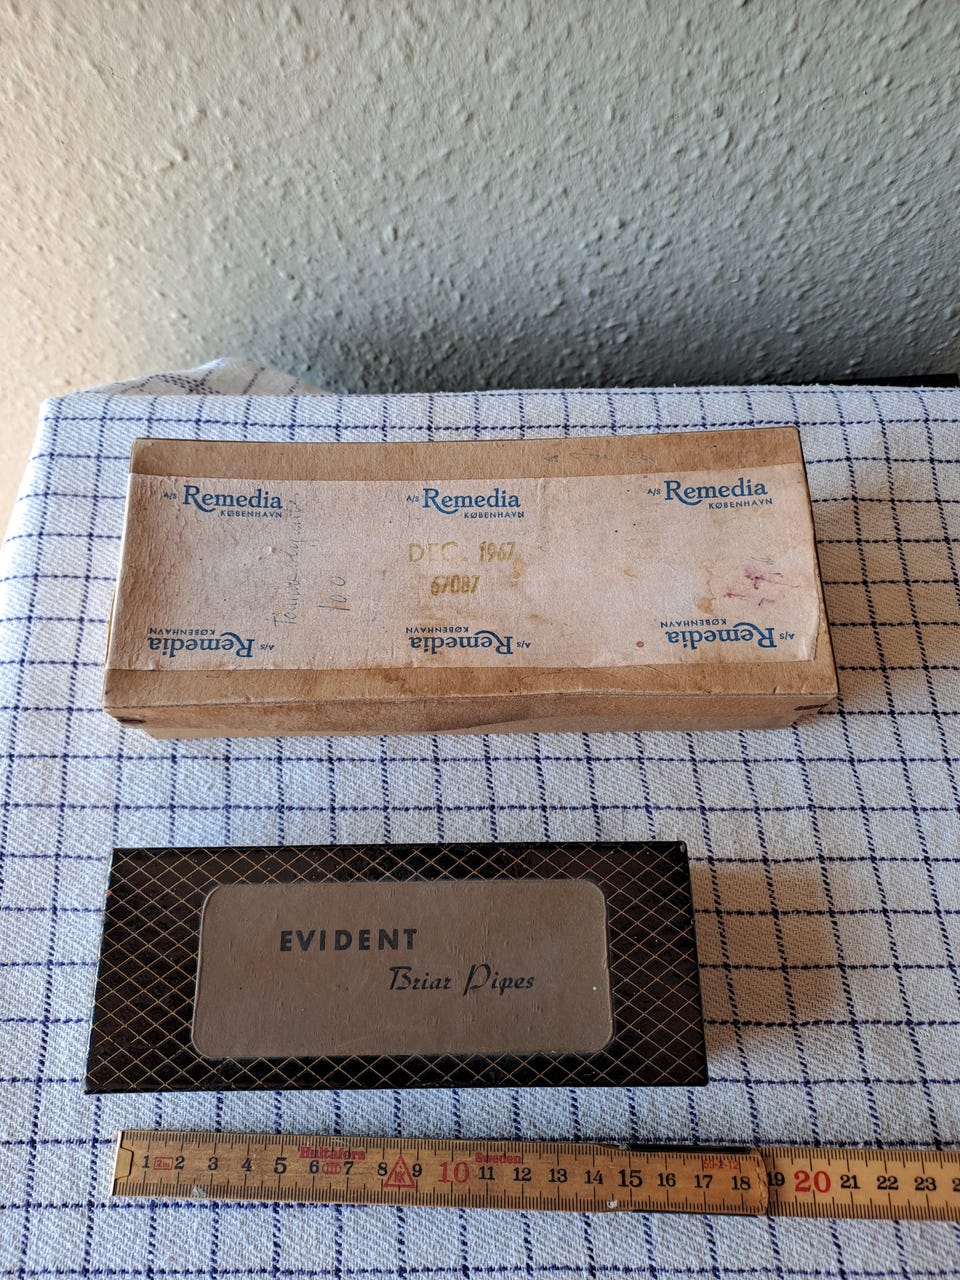 A/S Remedia
KØBENHAVN
A/S Remedia
KØBENHAVN
A/S Remedia
KØBENHAVN
DEC. 1967
67087
100
A/S Remedia
KØBENHAVN
A/S Remedia
KØBENHAVN
A/S Remedia
KØBENHAVN
EVIDENT
Briar Pipes
Hultafors Sweden
1 2m 2 3 4 5 6 7 8 9 10 11 12 13 14 15 16 17 18 19 20 21 22 23